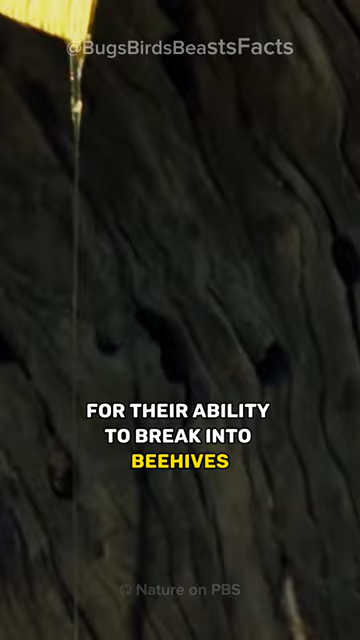 @BugsBirdsBeastsFacts
FOR THEIR ABILITY
TO BREAK INTO
BEEHIVES
© Nature on PBS